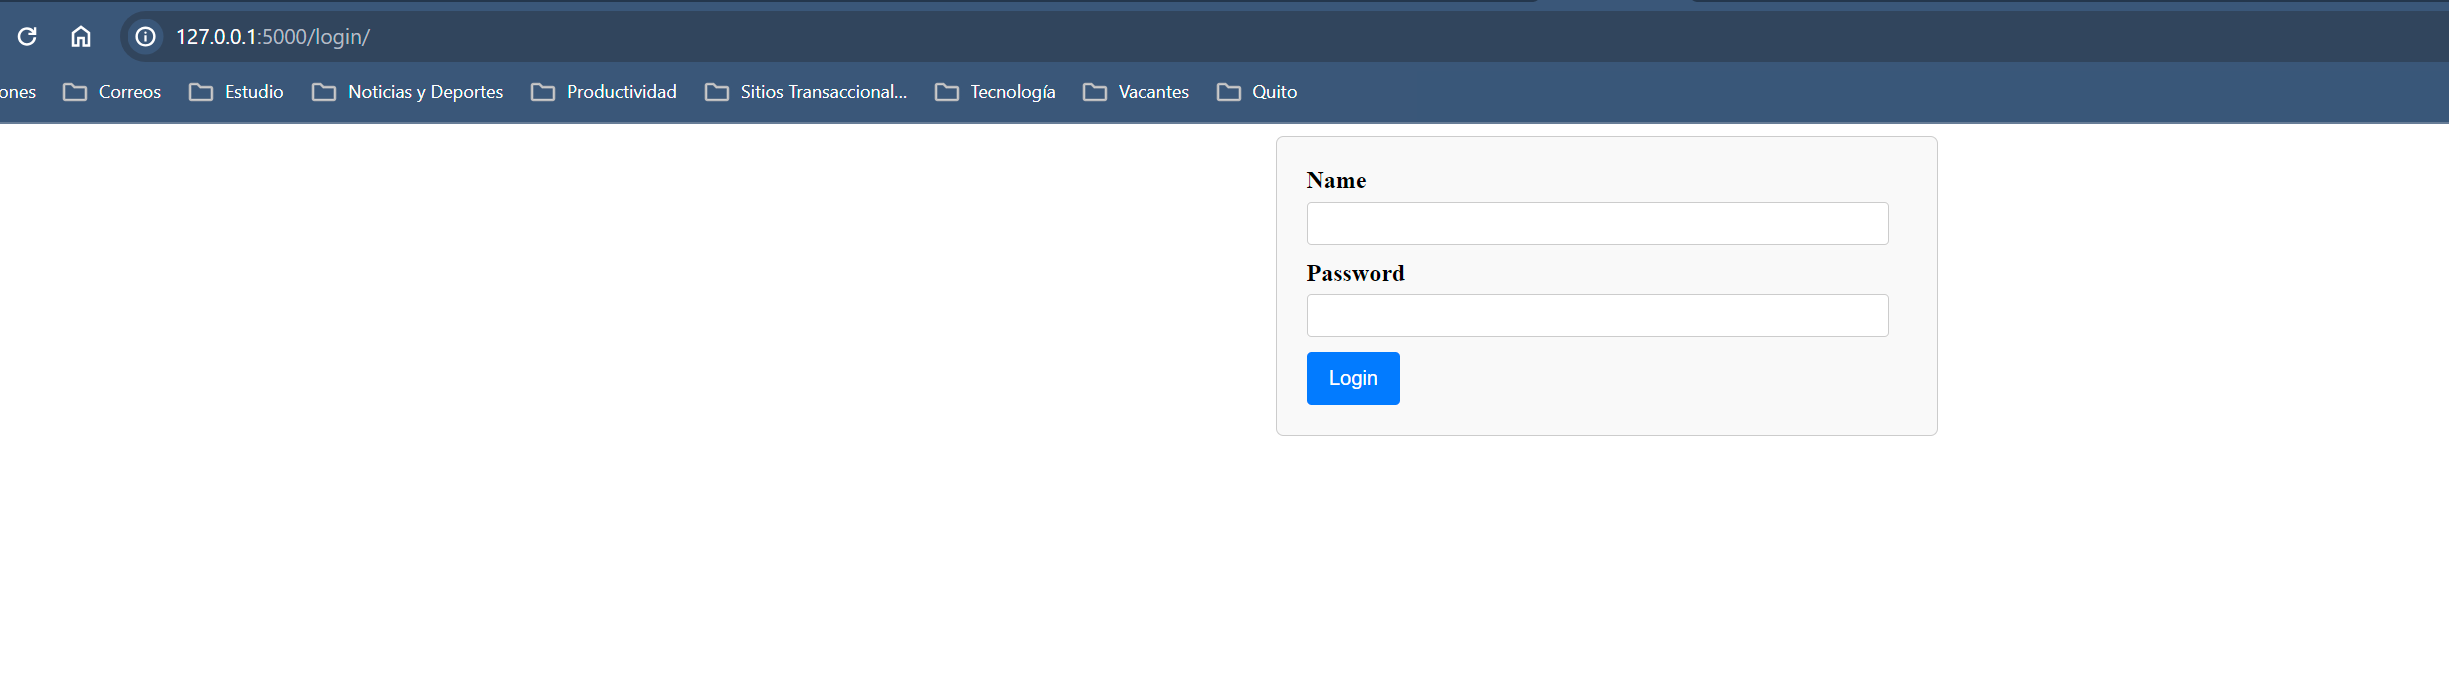 127.0.0.1:5000/login/
ones Correos Estudio Noticias y Deportes Productividad Sitios Transaccional... Tecnología Vacantes Quito
Name
Password
Login